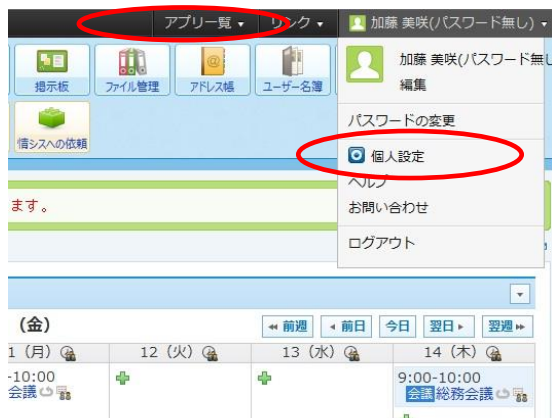 アプリ一覧 ▼ リンク ▼ 加藤 美咲(パスワード無し) ▼
掲示板 ファイル管理 アドレス帳 ユーザー名簿
情シスへの依頼
加藤 美咲(パスワード無し
編集
パスワードの変更
個人設定
ヘルプ
お問い合わせ
ログアウト
ます。
(金)
前週 前日 今日 翌日 翌週
1 (月) 12 (火) 13 (水) 14 (木)
-10:00
会議
9:00-10:00
会議 総務会議